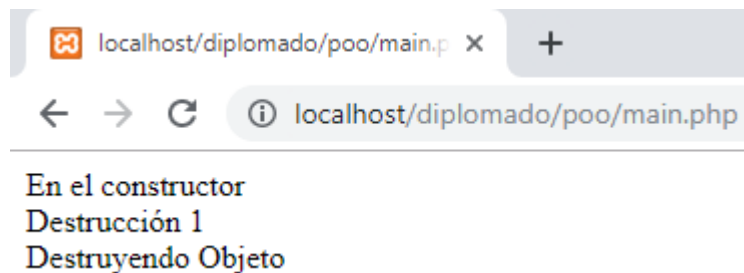 localhost/diplomado/poo/main.p
localhost/diplomado/poo/main.php
En el constructor
Destrucción 1
Destruyendo Objeto